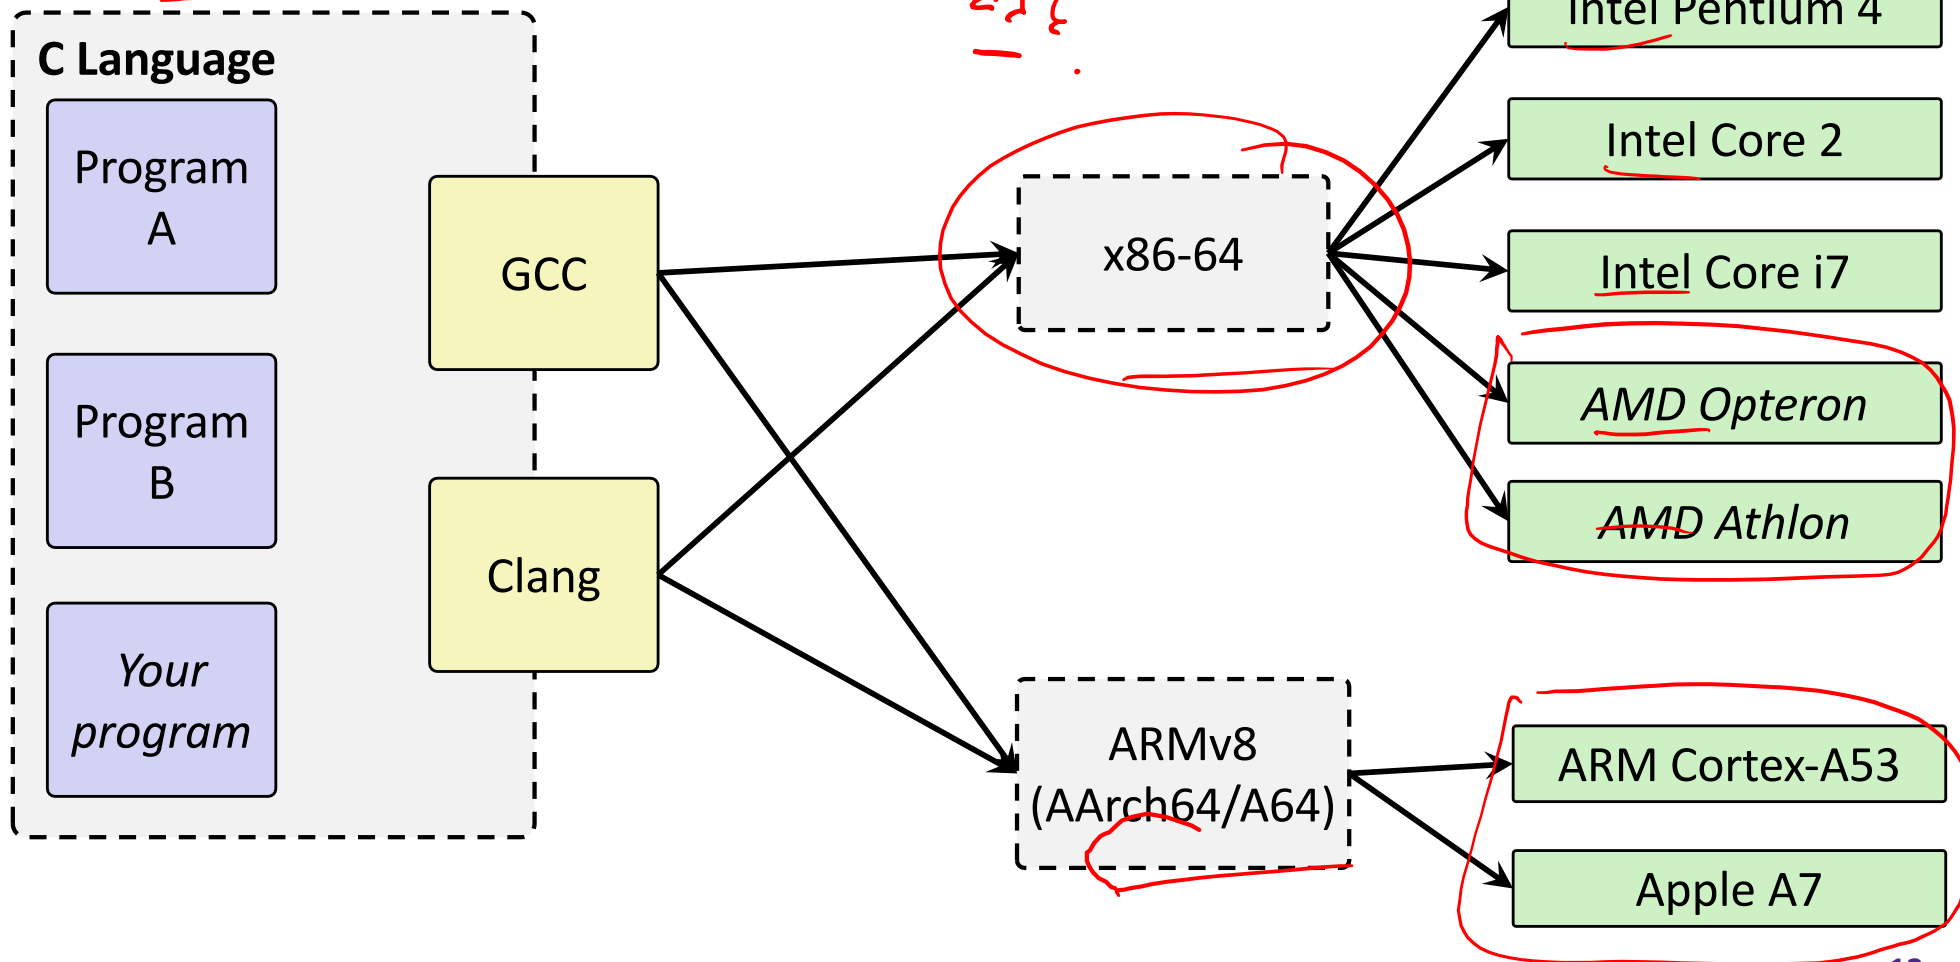 C Language
Program
A
Program
B
Your
program
GCC
Clang
x86-64
ARMv8
(AArch64/A64)
Intel Pentium 4
Intel Core 2
Intel Core i7
AMD Opteron
AMD Athlon
ARM Cortex-A53
Apple A7